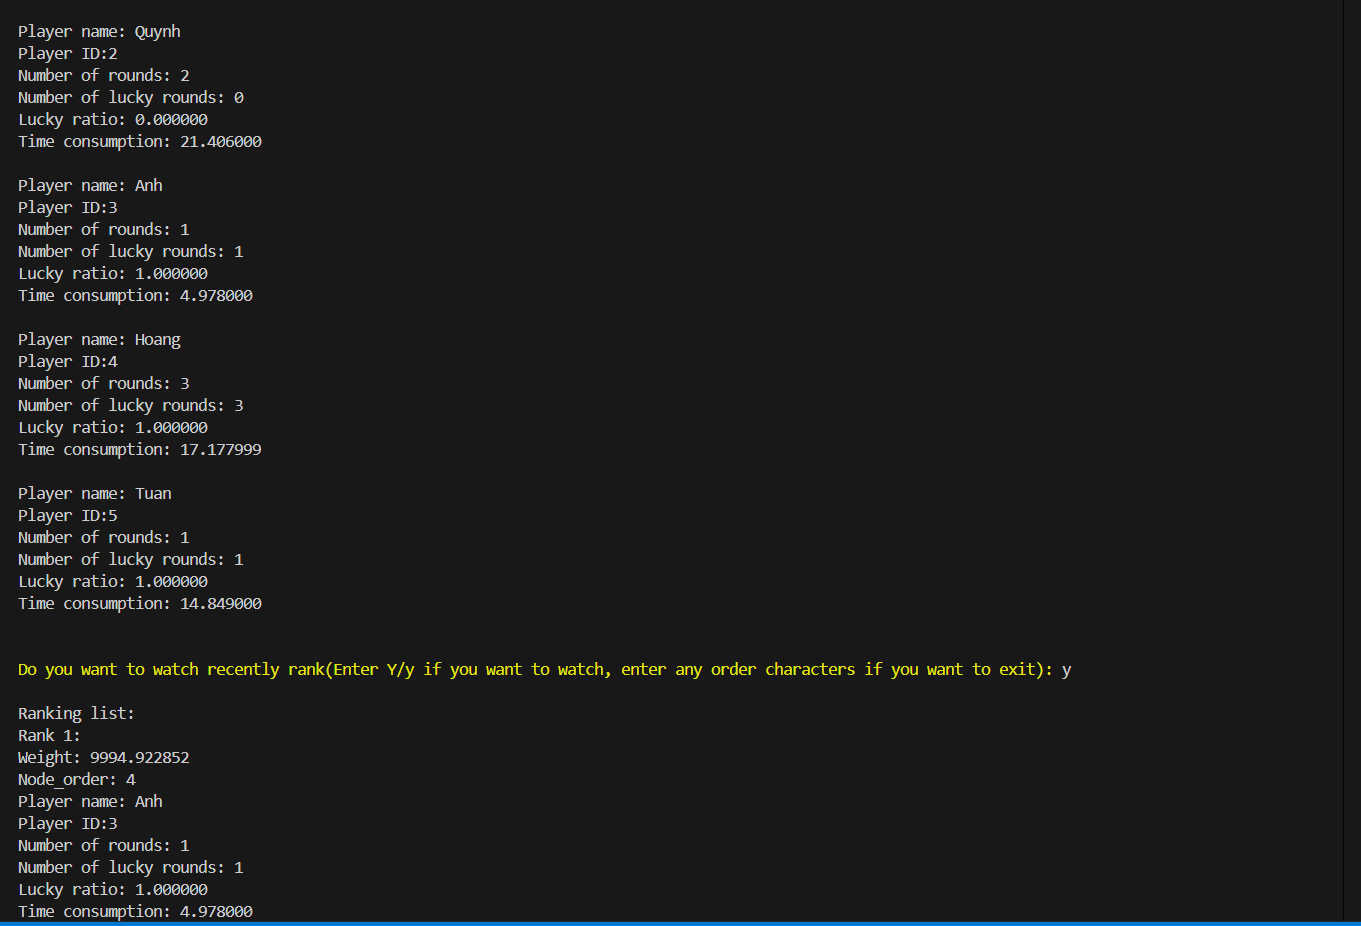 Player name: Quynh
Player ID:2
Number of rounds: 2
Number of lucky rounds: 0
Lucky ratio: 0.000000
Time consumption: 21.406000
Player name: Anh
Player ID:3
Number of rounds: 1
Number of lucky rounds: 1
Lucky ratio: 1.000000
Time consumption: 4.978000
Player name: Hoang
Player ID:4
Number of rounds: 3
Number of lucky rounds: 3
Lucky ratio: 1.000000
Time consumption: 17.177999
Player name: Tuan
Player ID:5
Number of rounds: 1
Number of lucky rounds: 1
Lucky ratio: 1.000000
Time consumption: 14.849000
Do you want to watch recently rank(Enter Y/y if you want to watch, enter any order characters if you want to exit): y
Ranking list:
Rank 1:
Weight: 9994.922852
Node_order: 4
Player name: Anh
Player ID:3
Number of rounds: 1
Number of lucky rounds: 1
Lucky ratio: 1.000000
Time consumption: 4.978000